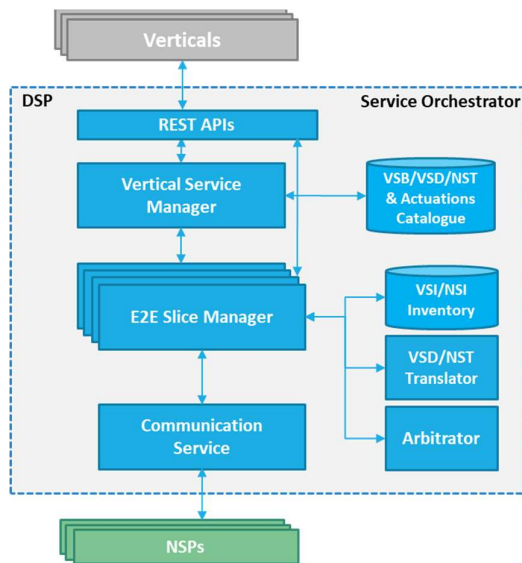 Verticals
DSP
Service Orchestrator
REST APIs
Vertical Service
Manager
VSB/VSD/NST
& Actuations
Catalogue
E2E Slice Manager
VSI/NSI
Inventory
VSD/NST
Translator
Arbitrator
Communication
Service
NSPs